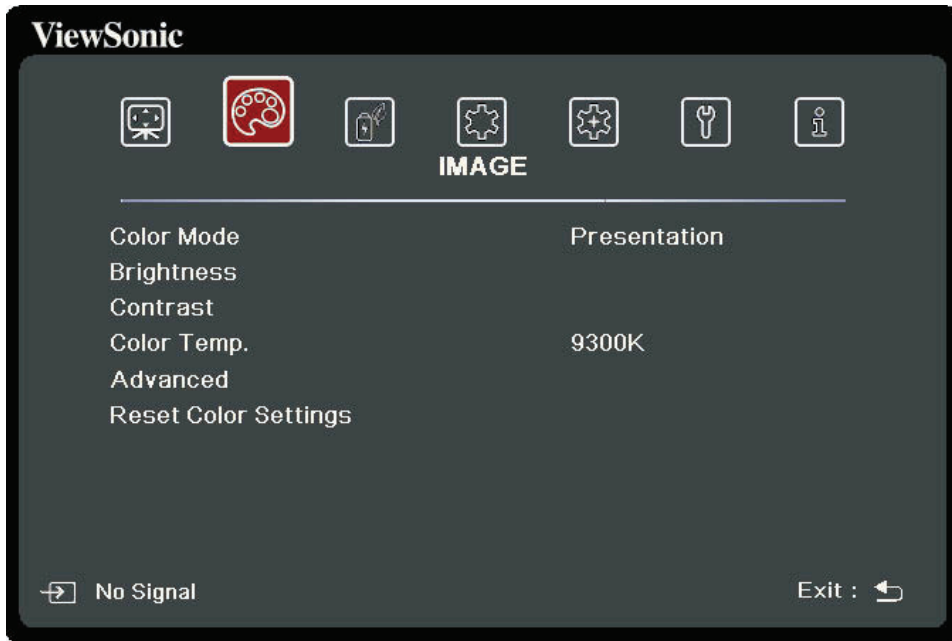 ViewSonic
IMAGE
Color Mode Presentation
Brightness
Contrast
Color Temp. 9300K
Advanced
Reset Color Settings
No Signal Exit :